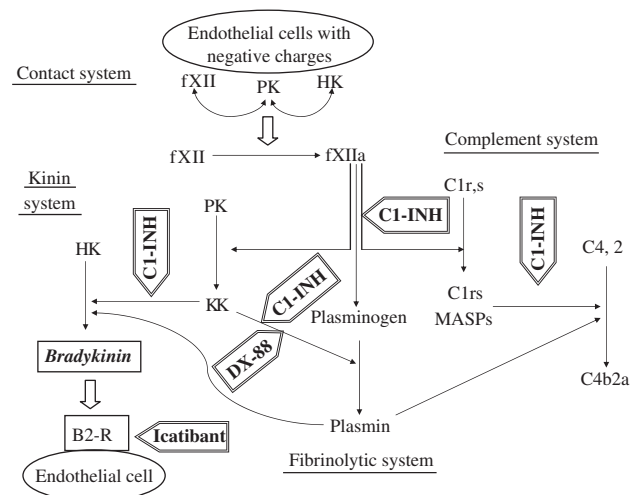 Endothelial cells with
negative charges
Contact system
fXII
PK
HK
fXII
fXIIa
Complement system
C1r,s
Kinin
system
PK
C1-INH
C1-INH
C1-INH
HK
C4, 2
C1-INH
KK
Plasminogen
C1rs
MASPs
DX-88
Bradykinin
C4b2a
Plasmin
B2-R
Icatibant
Fibrinolytic system
Endothelial cell